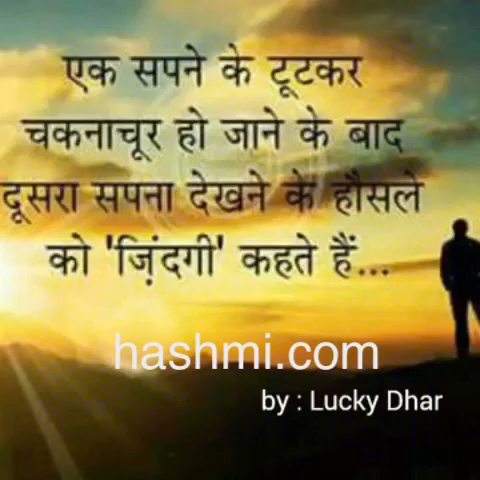 एक सपने के टूटकर
चकनाचूर हो जाने के बाद
दूसरा सपना देखने के हौसले
को 'ज़िंदगी' कहते हैं...
hashmi.com
by : Lucky Dhar